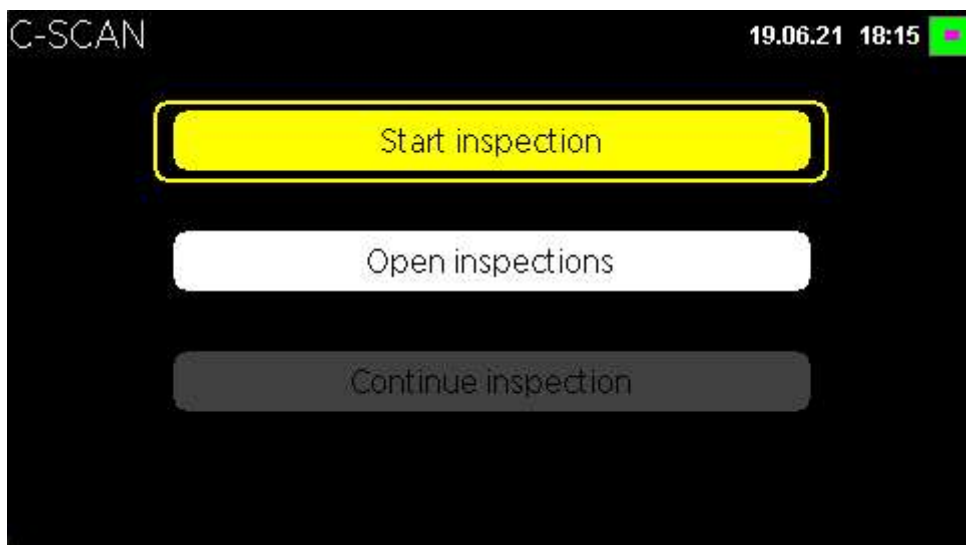 C-SCAN 19.06.21 18:15
Start inspection
Open inspections
Continue inspection